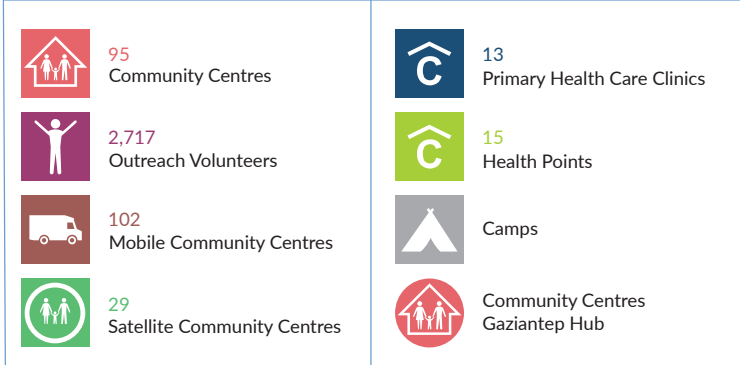 95
Community Centres
2,717
Outreach Volunteers
102
Mobile Community Centres
29
Satellite Community Centres
C
13
Primary Health Care Clinics
C
15
Health Points
Camps
Community Centres
Gaziantep Hub